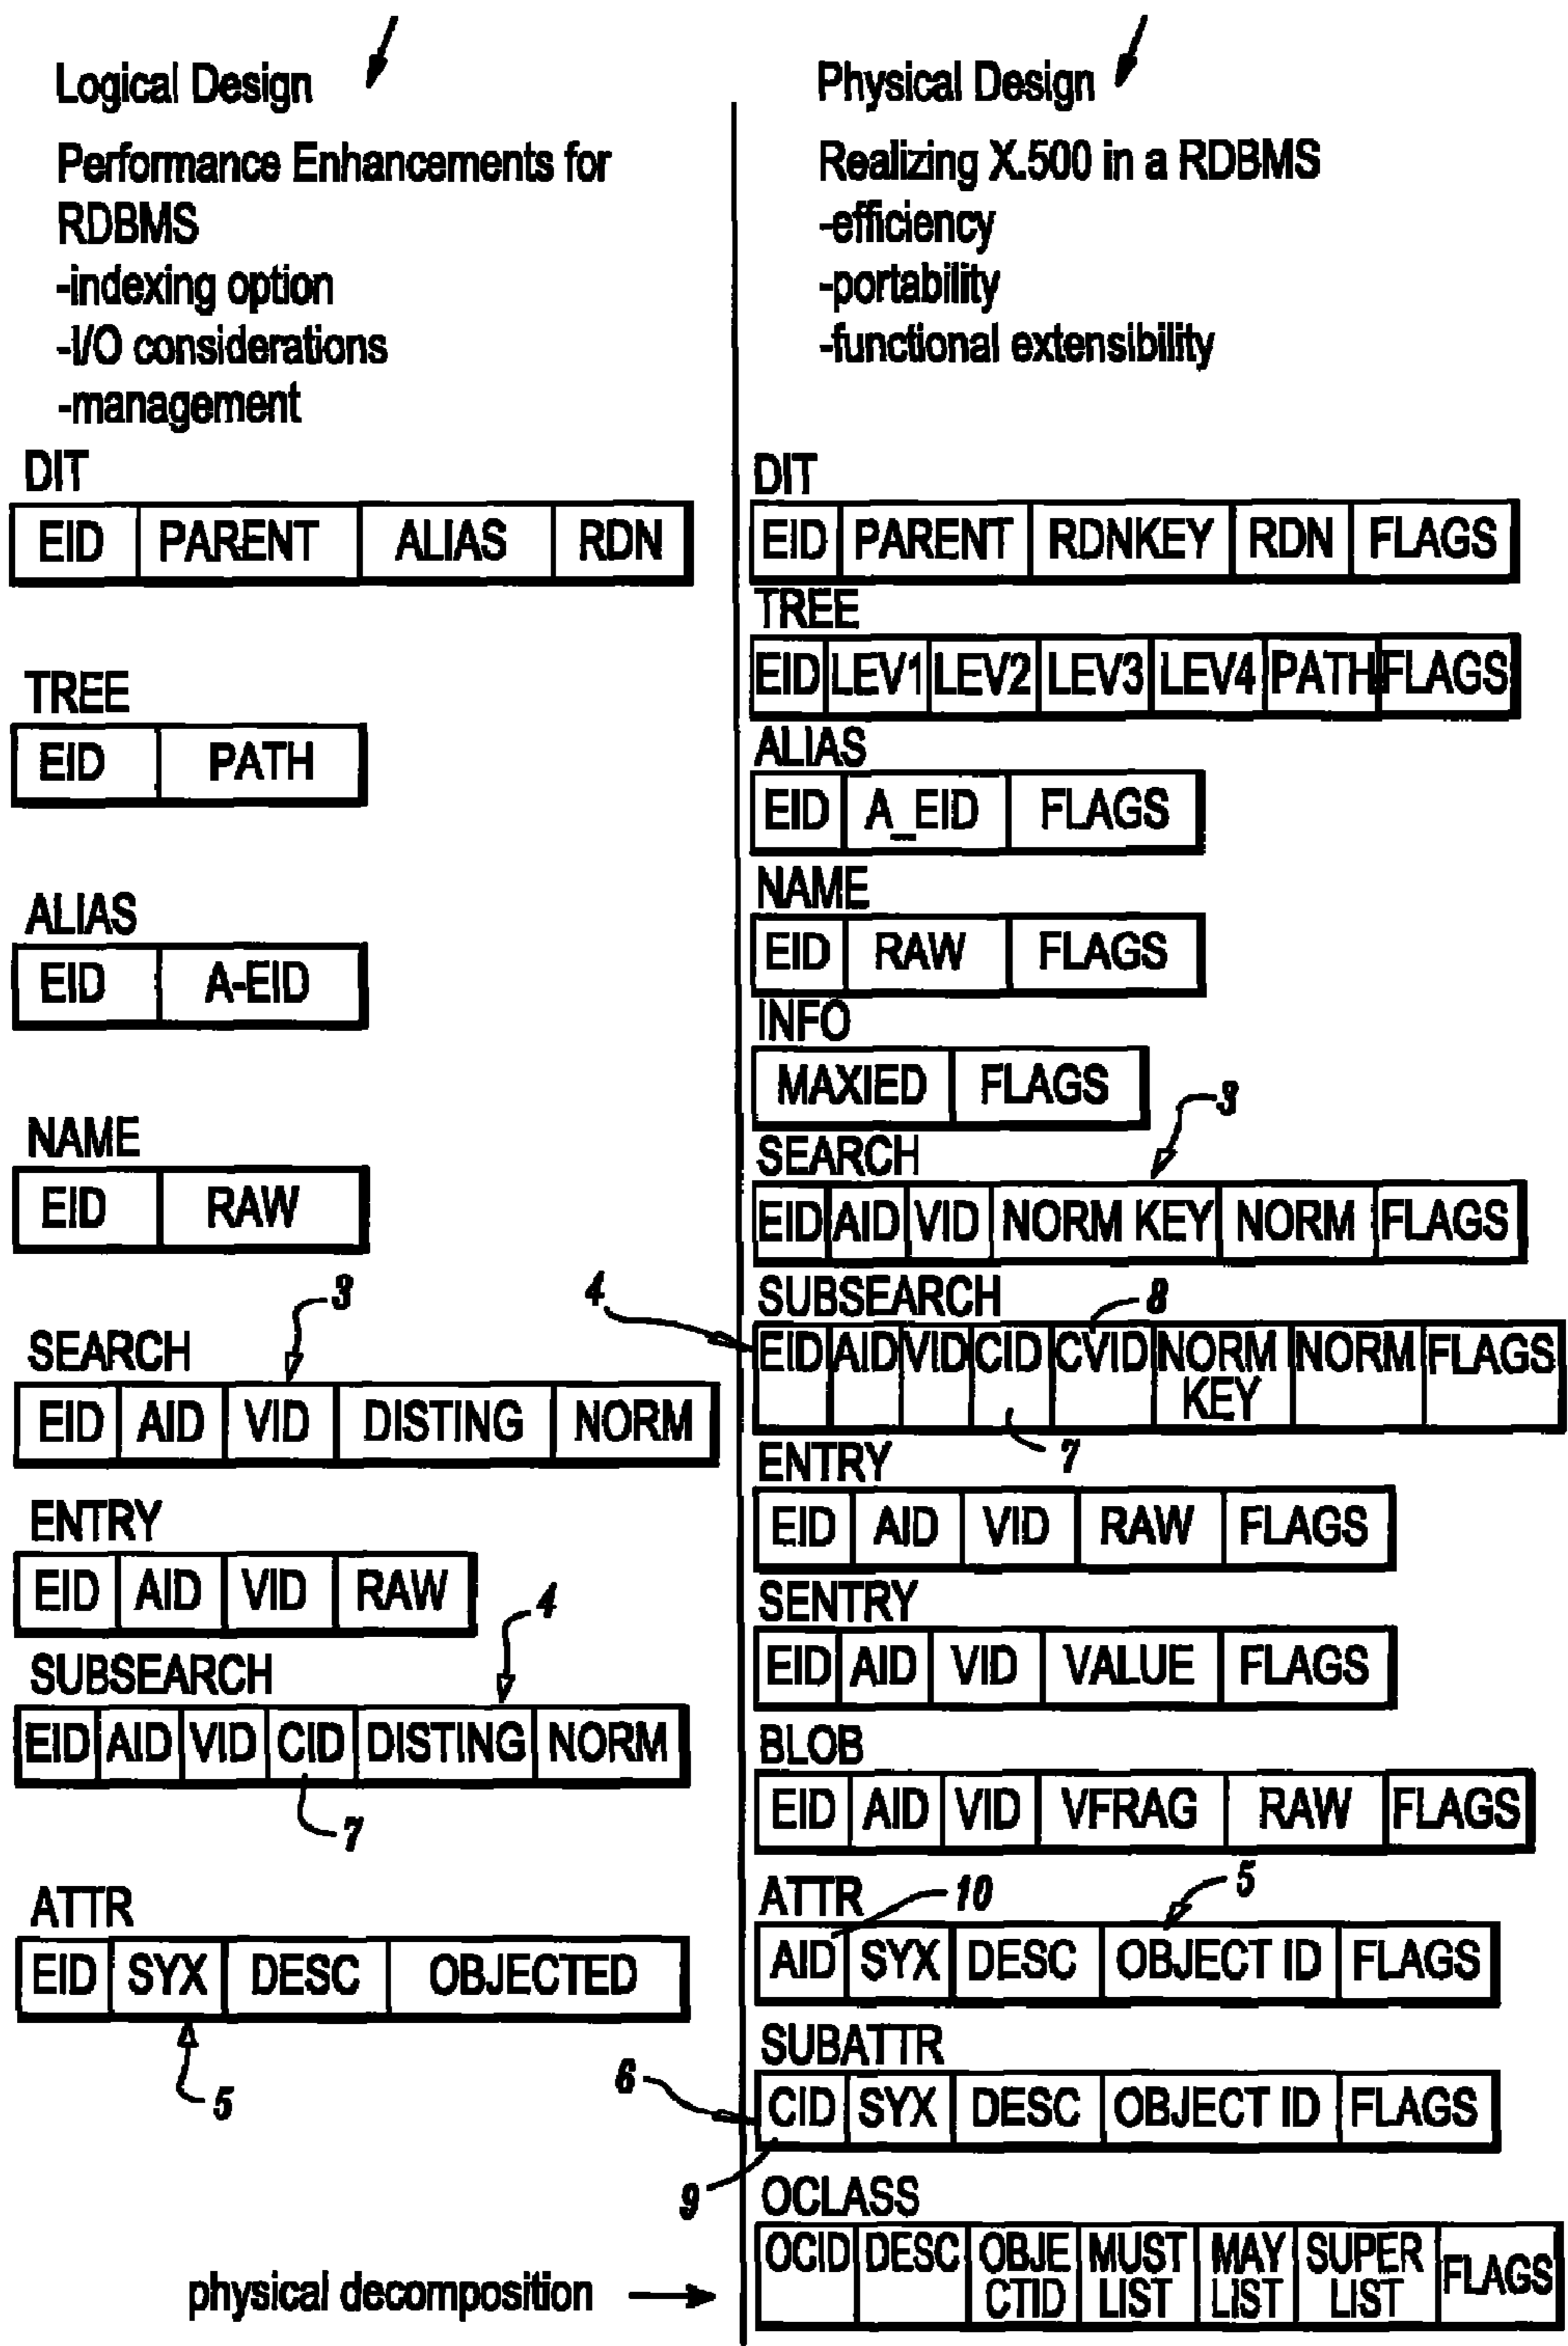 Logical Design
Performance Enhancements for
RDBMS
-indexing option
-I/O considerations
-management
DIT
EID PARENT ALIAS RDN
TREE
EID PATH
ALIAS
EID A-EID
NAME
EID RAW
3
SEARCH
EID AID VID DISTING NORM
ENTRY
EID AID VID RAW
4
SUBSEARCH
EID AID VID CID DISTING NORM
7
ATTR
EID SYX DESC OBJECTED
5
physical decomposition
Physical Design
Realizing X.500 in a RDBMS
-efficiency
-portability
-functional extensibility
DIT
EID PARENT RDNKEY RDN FLAGS
TREE
EID LEV1 LEV2 LEV3 LEV4 PATH FLAGS
ALIAS
EID A_EID FLAGS
NAME
EID RAW FLAGS
INFO
MAXIED FLAGS
3
SEARCH
EID AID VID NORM KEY NORM FLAGS
4
SUBSEARCH 8
EID AID VID CID CVID NORM KEY NORM FLAGS
7
ENTRY
EID AID VID RAW FLAGS
SENTRY
EID AID VID VALUE FLAGS
BLOB
EID AID VID VFRAG RAW FLAGS
ATTR 10 5
AID SYX DESC OBJECT ID FLAGS
SUBATTR
6
CID SYX DESC OBJECT ID FLAGS
9
OCLASS
OCID DESC OBJE CTID MUST LIST MAY LIST SUPER LIST FLAGS